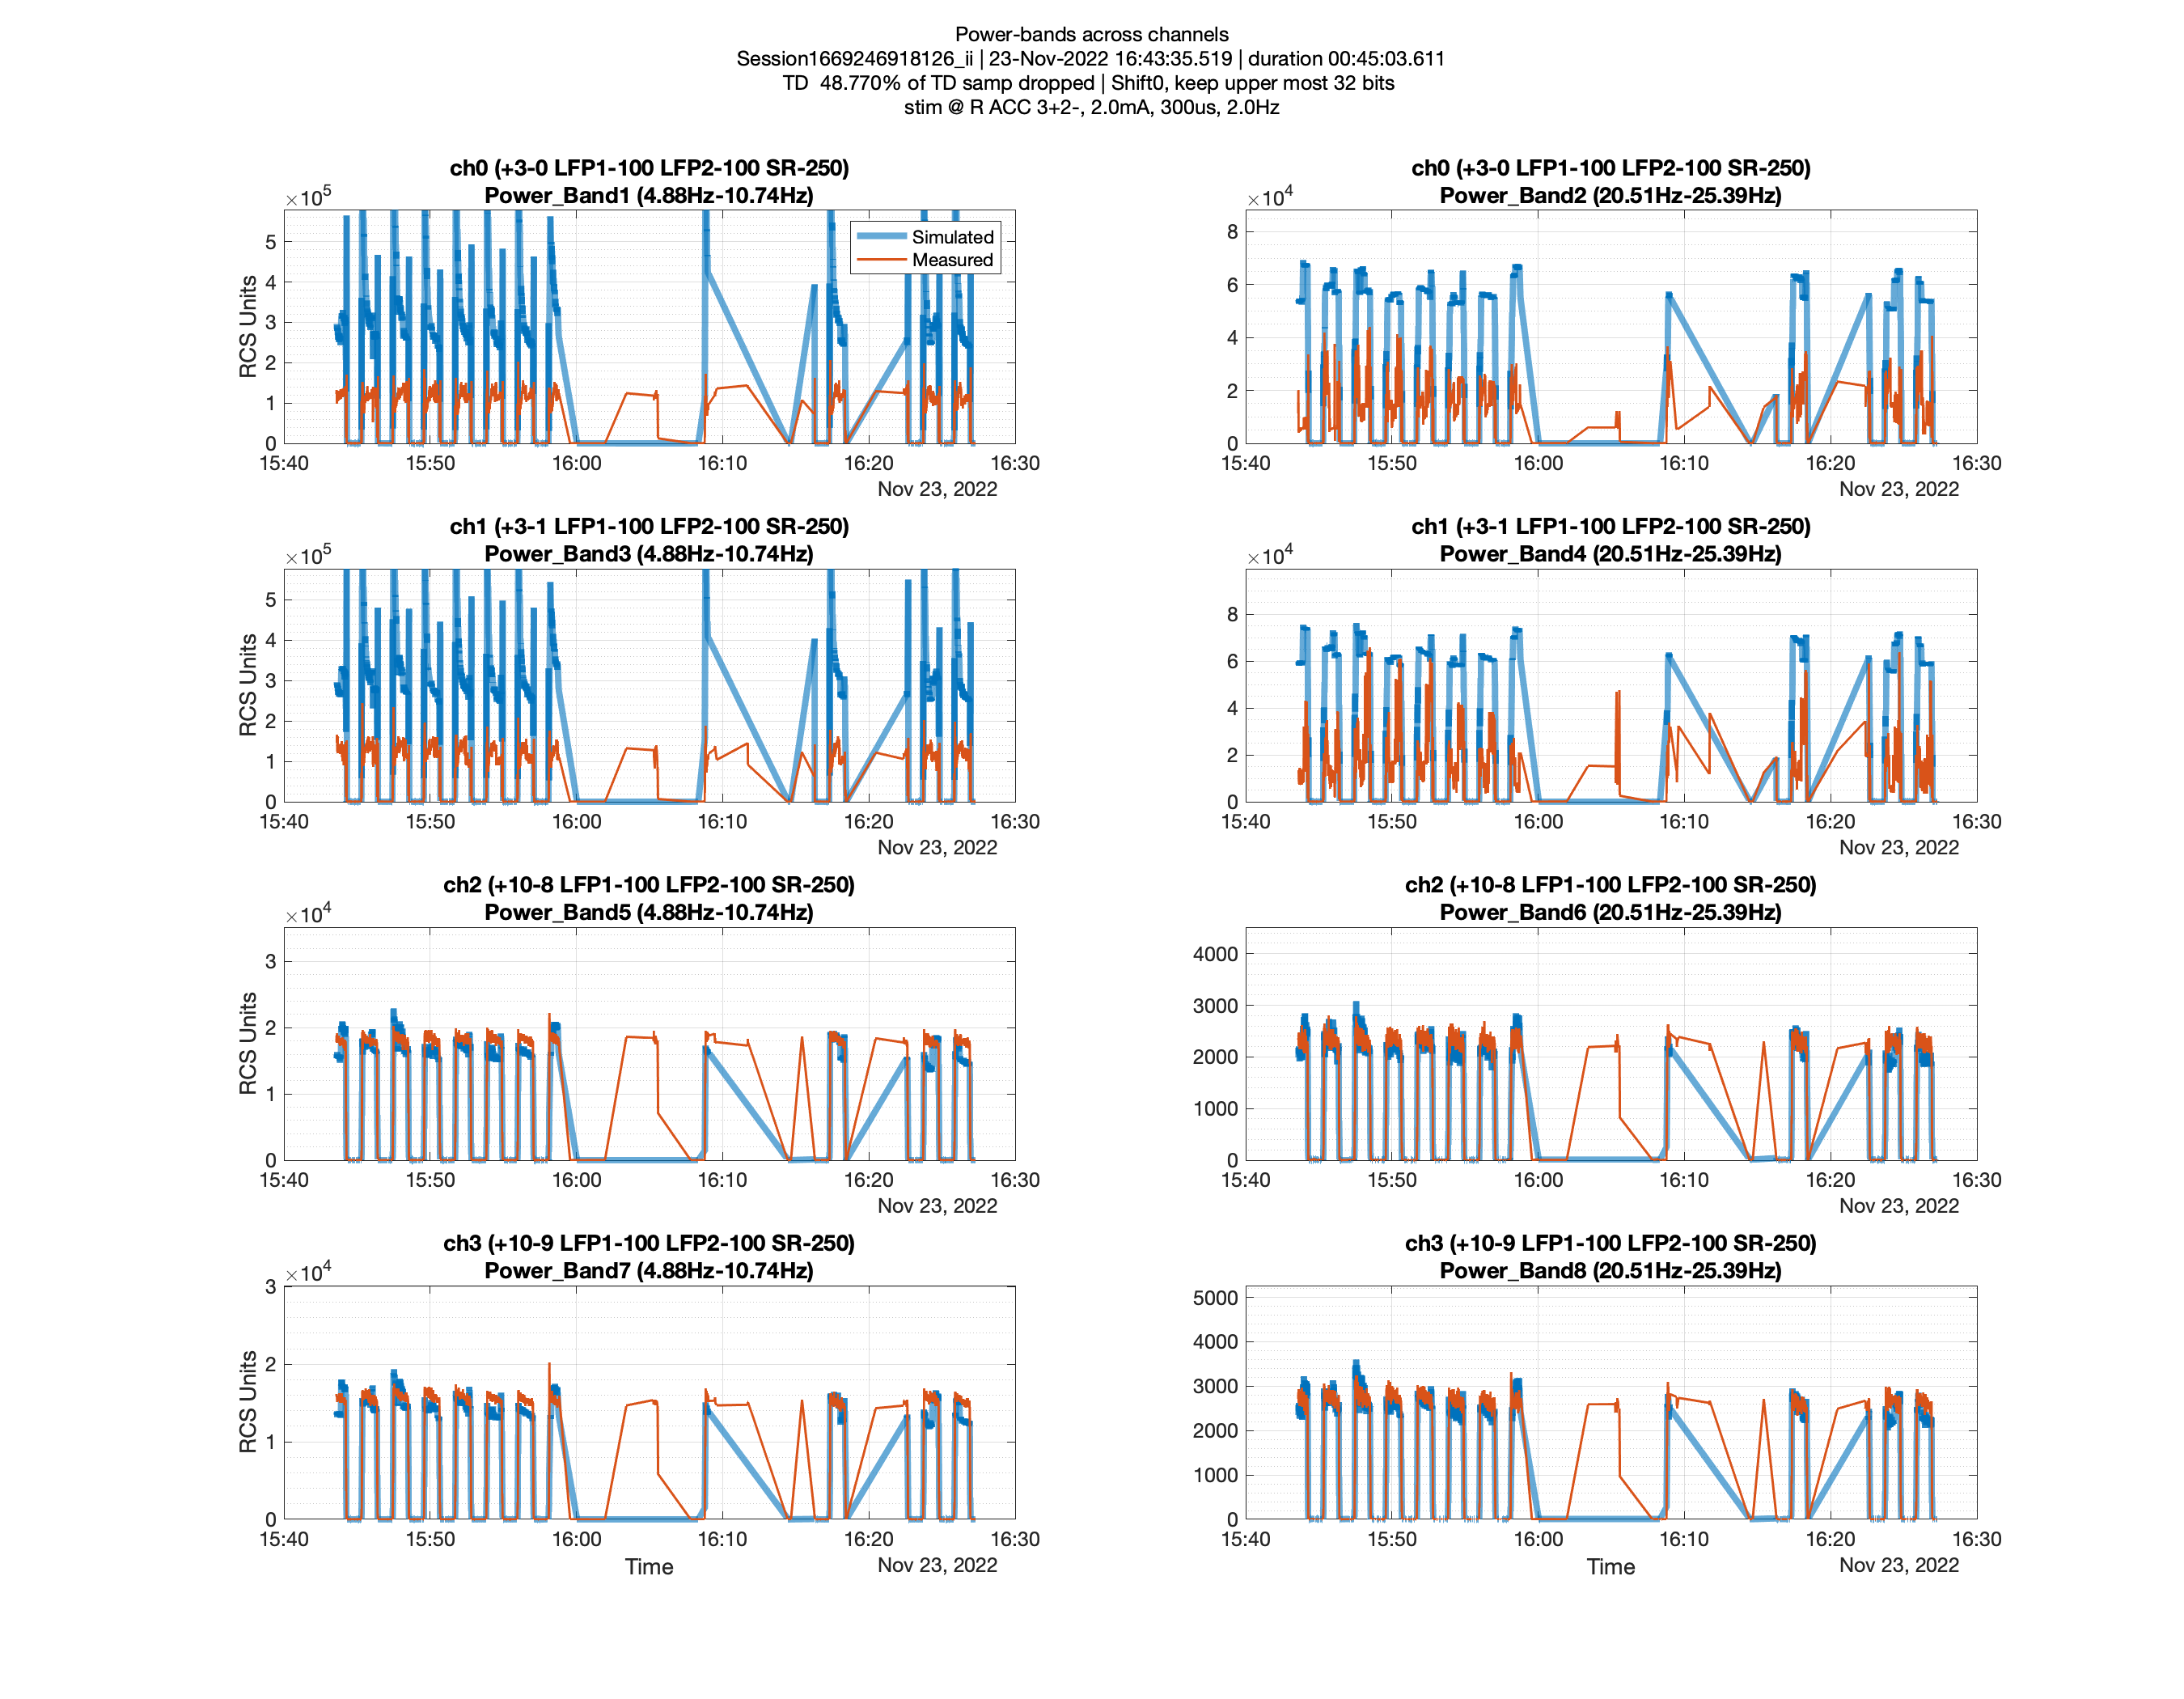 Power-bands across channels
Session1669246918126_ii | 23-Nov-2022 16:43:35.519 | duration 00:45:03.611
TD  48.770% of TD samp dropped | Shift0, keep upper most 32 bits
stim @ R ACC 3+2-, 2.0mA, 300us, 2.0Hz
ch0 (+3-0 LFP1-100 LFP2-100 SR-250)
Power_Band1 (4.88Hz-10.74Hz)
×10^5
RCS Units
5
4
3
2
1
0
Simulated
Measured
15:40 15:50 16:00 16:10 16:20 16:30
Nov 23, 2022
ch0 (+3-0 LFP1-100 LFP2-100 SR-250)
Power_Band2 (20.51Hz-25.39Hz)
×10^4
8
6
4
2
0
15:40 15:50 16:00 16:10 16:20 16:30
Nov 23, 2022
ch1 (+3-1 LFP1-100 LFP2-100 SR-250)
Power_Band3 (4.88Hz-10.74Hz)
×10^5
RCS Units
5
4
3
2
1
0
15:40 15:50 16:00 16:10 16:20 16:30
Nov 23, 2022
ch1 (+3-1 LFP1-100 LFP2-100 SR-250)
Power_Band4 (20.51Hz-25.39Hz)
×10^4
8
6
4
2
0
15:40 15:50 16:00 16:10 16:20 16:30
Nov 23, 2022
ch2 (+10-8 LFP1-100 LFP2-100 SR-250)
Power_Band5 (4.88Hz-10.74Hz)
×10^4
RCS Units
3
2
1
0
15:40 15:50 16:00 16:10 16:20 16:30
Nov 23, 2022
ch2 (+10-8 LFP1-100 LFP2-100 SR-250)
Power_Band6 (20.51Hz-25.39Hz)
4000
3000
2000
1000
0
15:40 15:50 16:00 16:10 16:20 16:30
Nov 23, 2022
ch3 (+10-9 LFP1-100 LFP2-100 SR-250)
Power_Band7 (4.88Hz-10.74Hz)
×10^4
RCS Units
3
2
1
0
15:40 15:50 16:00 16:10 16:20 16:30
Time
Nov 23, 2022
ch3 (+10-9 LFP1-100 LFP2-100 SR-250)
Power_Band8 (20.51Hz-25.39Hz)
5000
4000
3000
2000
1000
0
15:40 15:50 16:00 16:10 16:20 16:30
Time
Nov 23, 2022